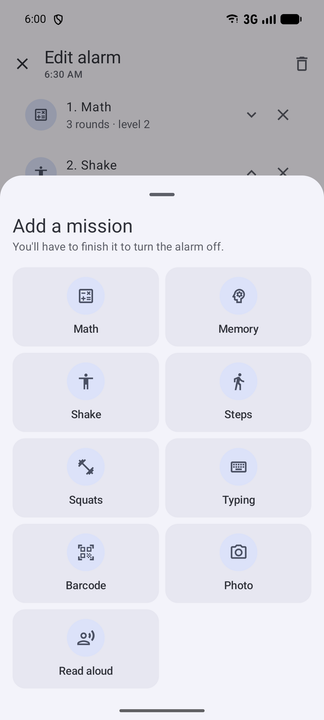 6:00
3G
Edit alarm
6:30 AM
1. Math
3 rounds · level 2
2. Shake
Add a mission
You'll have to finish it to turn the alarm off.
Math
Memory
Shake
Steps
Squats
Typing
Barcode
Photo
Read aloud